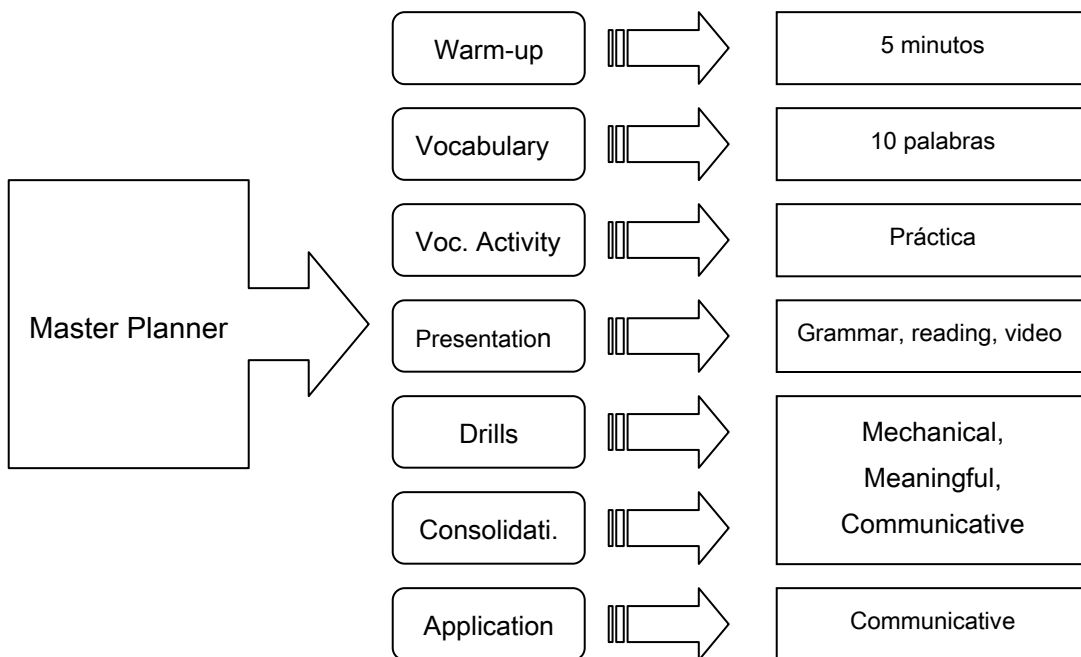 Master Planner
Warm-up
5 minutos
Vocabulary
10 palabras
Voc. Activity
Práctica
Presentation
Grammar, reading, video
Drills
Mechanical,
Meaningful,
Communicative
Consolidati.
Application
Communicative